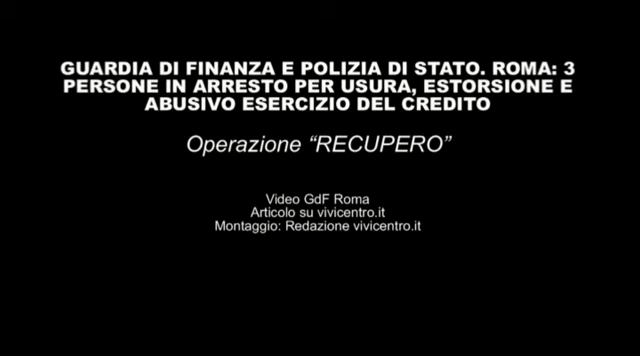 GUARDIA DI FINANZA E POLIZIA DI STATO. ROMA: 3
PERSONE IN ARRESTO PER USURA, ESTORSIONE E
ABUSIVO ESERCIZIO DEL CREDITO
Operazione “RECUPERO”
Video GdF Roma
Articolo su vivicentro.it
Montaggio: Redazione vivicentro.it